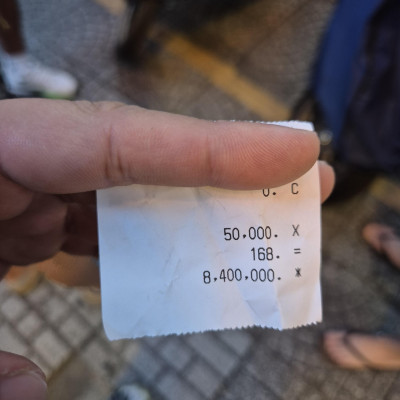 0. C
50,000. X
168. =
8,400,000. *